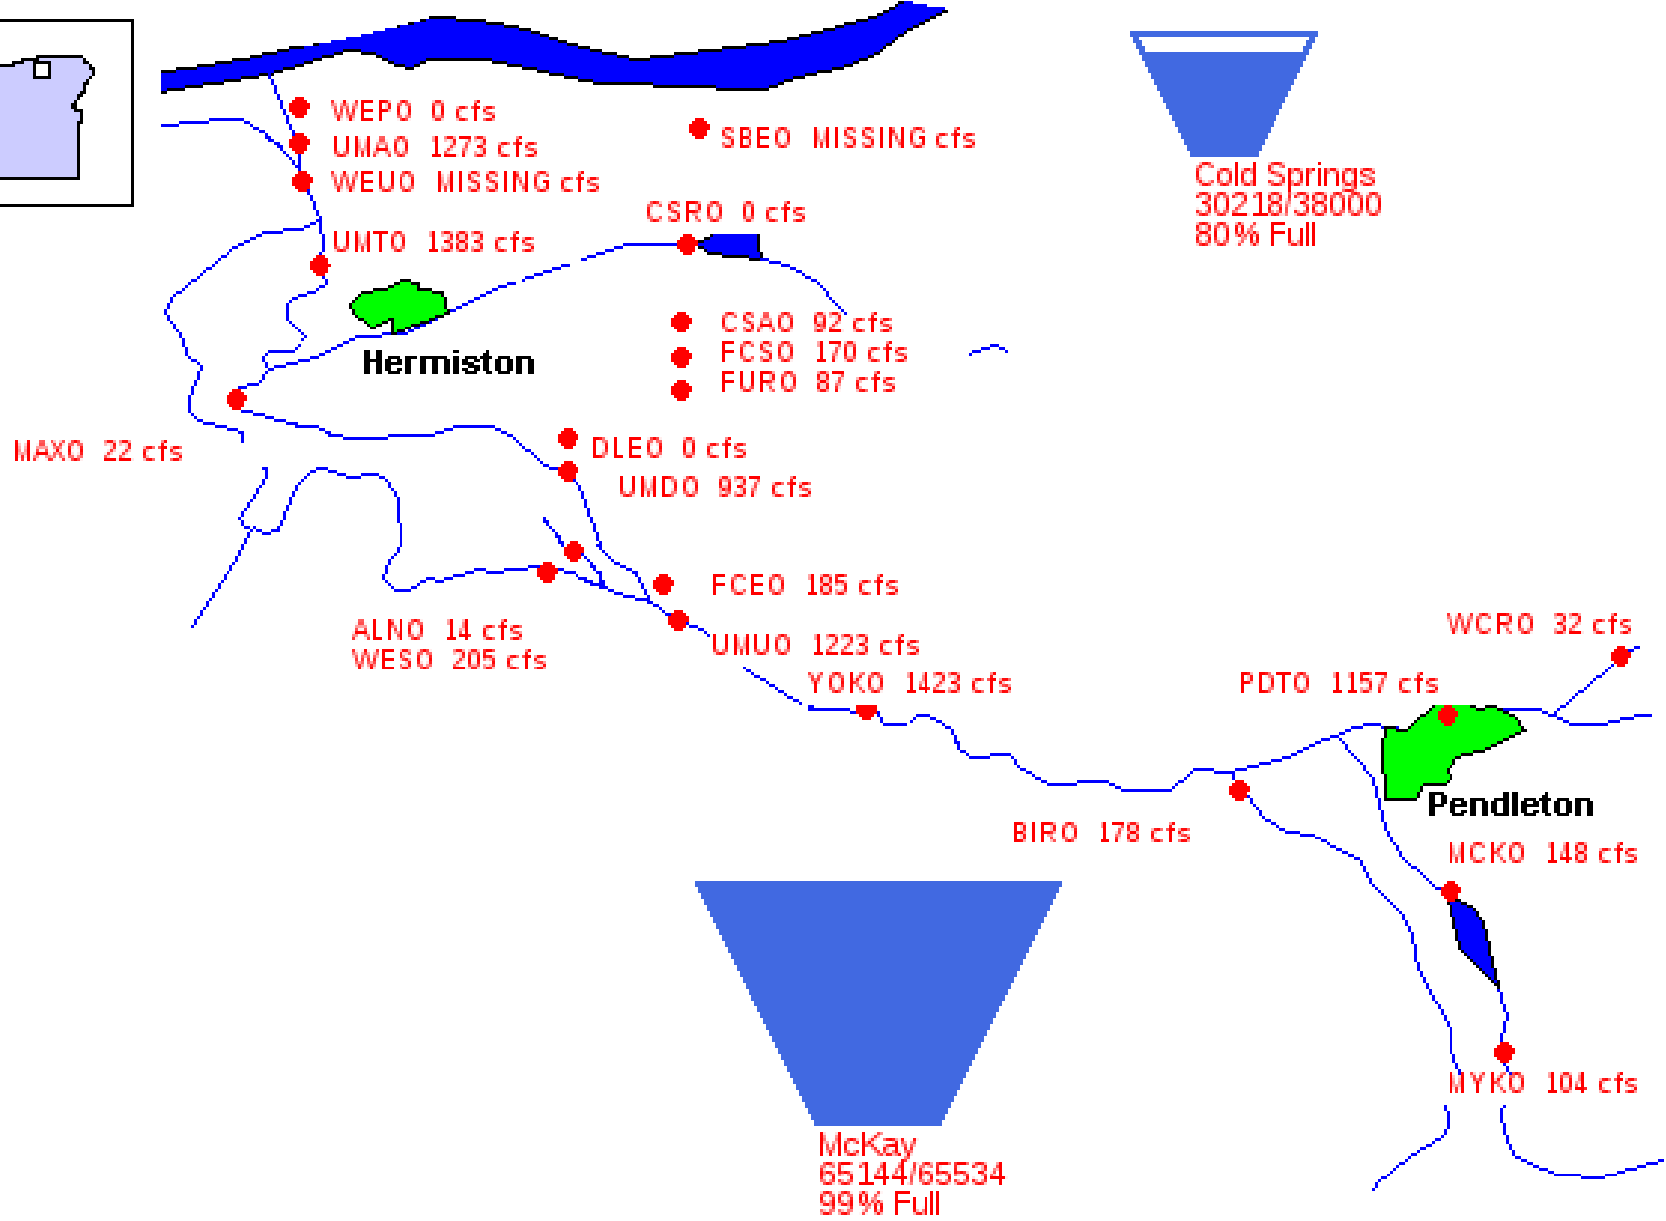 WEPO 0 cfs
UMAO 1273 cfs
SBEO MISSING cfs
WEUO MISSING cfs
Cold Springs
30218/38000
80% Full
CSRO 0 cfs
UMTO 1383 cfs
CSAO 92 cfs
FCSO 170 cfs
FURO 87 cfs
Hermiston
MAXO 22 cfs
DLEO 0 cfs
UMDO 937 cfs
FCEO 185 cfs
ALNO 14 cfs
WESO 205 cfs
UMUO 1223 cfs
WCRO 32 cfs
YOKO 1423 cfs
PDTO 1157 cfs
Pendleton
BIRO 178 cfs
MCKO 148 cfs
MYKO 104 cfs
McKay
65144/65534
99% Full